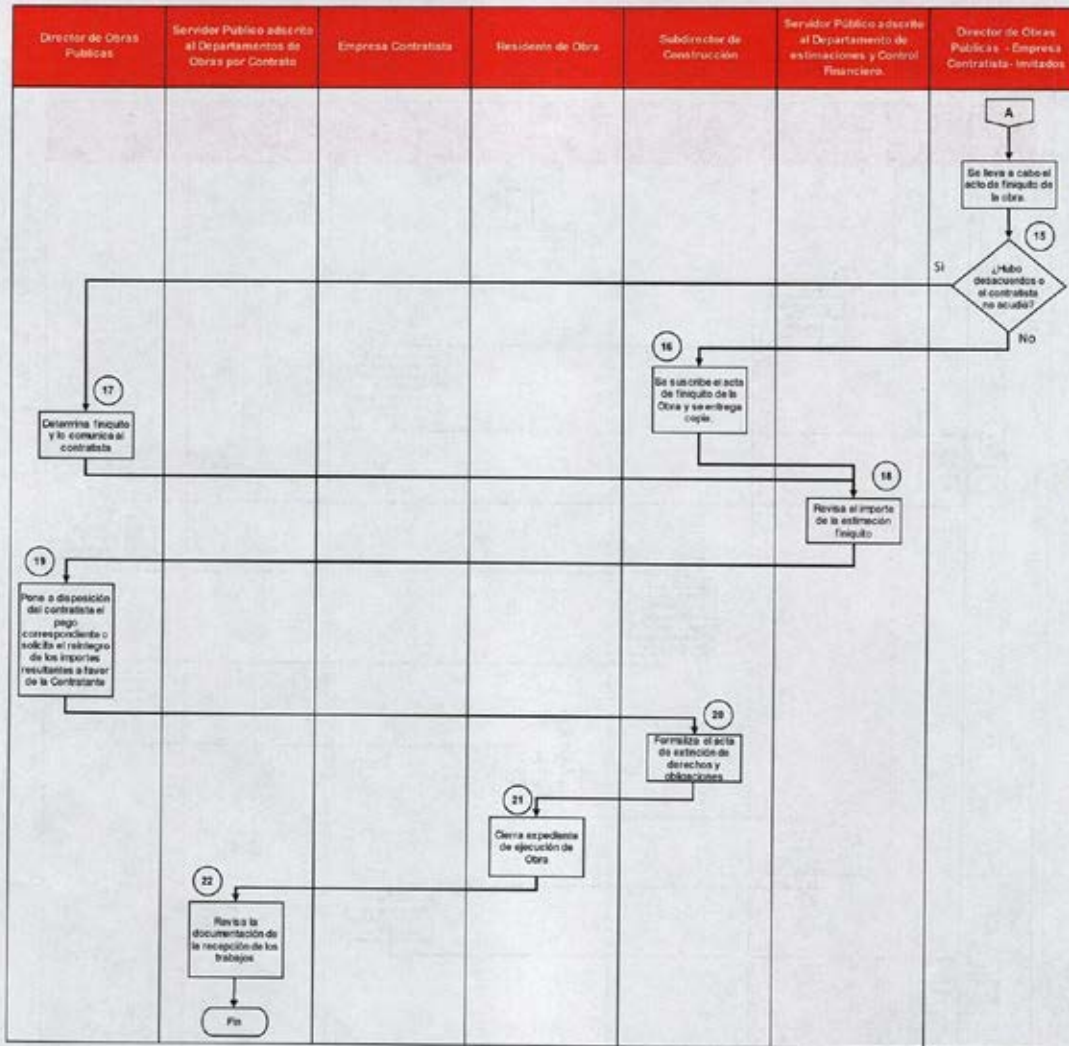 Director de Obras
Publicas
Servidor Público adscrito
al Departamentos de
Obras por Contrato
Empresa Contratista
Residente de Obra
Subdirector de
Construcción
Servidor Público adscrito
al Departamento de
estimaciones y Control
Financiero.
Director de Obras
Publicas - Empresa
Contratista- Invitados
A
Se lleva a cabo el
acto de finiquito de
la obra.
15
¿Hubo
desacuerdos o
el contratista
no acudió?
Si
No
16
Se suscribe el acta
de finiquito de la
Obra y se entrega
copia.
17
Determina finiquito
y lo comunica al
contratista
18
Revisa el importe
de la estimación
finiquito
19
Pone a disposición
del contratista el
pago
correspondiente o
solicita el reintegro
de los importes
resultantes a favor
de la Contratante
20
Formaliza el acta
de extinción de
derechos y
obligaciones
21
Cierra expediente
de ejecución de
Obra
22
Revisa la
documentación de
la recepción de los
trabajos
Fin